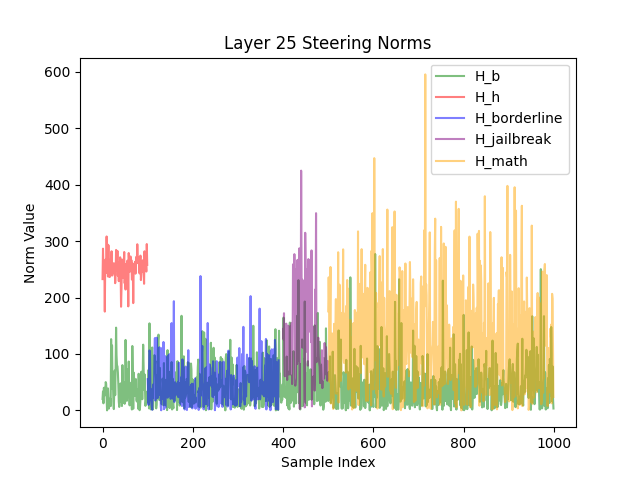 Layer 25 Steering Norms
600
500
400
300
200
100
0
Norm Value
H_b
H_h
H_borderline
H_jailbreak
H_math
0
200
400
600
800
1000
Sample Index